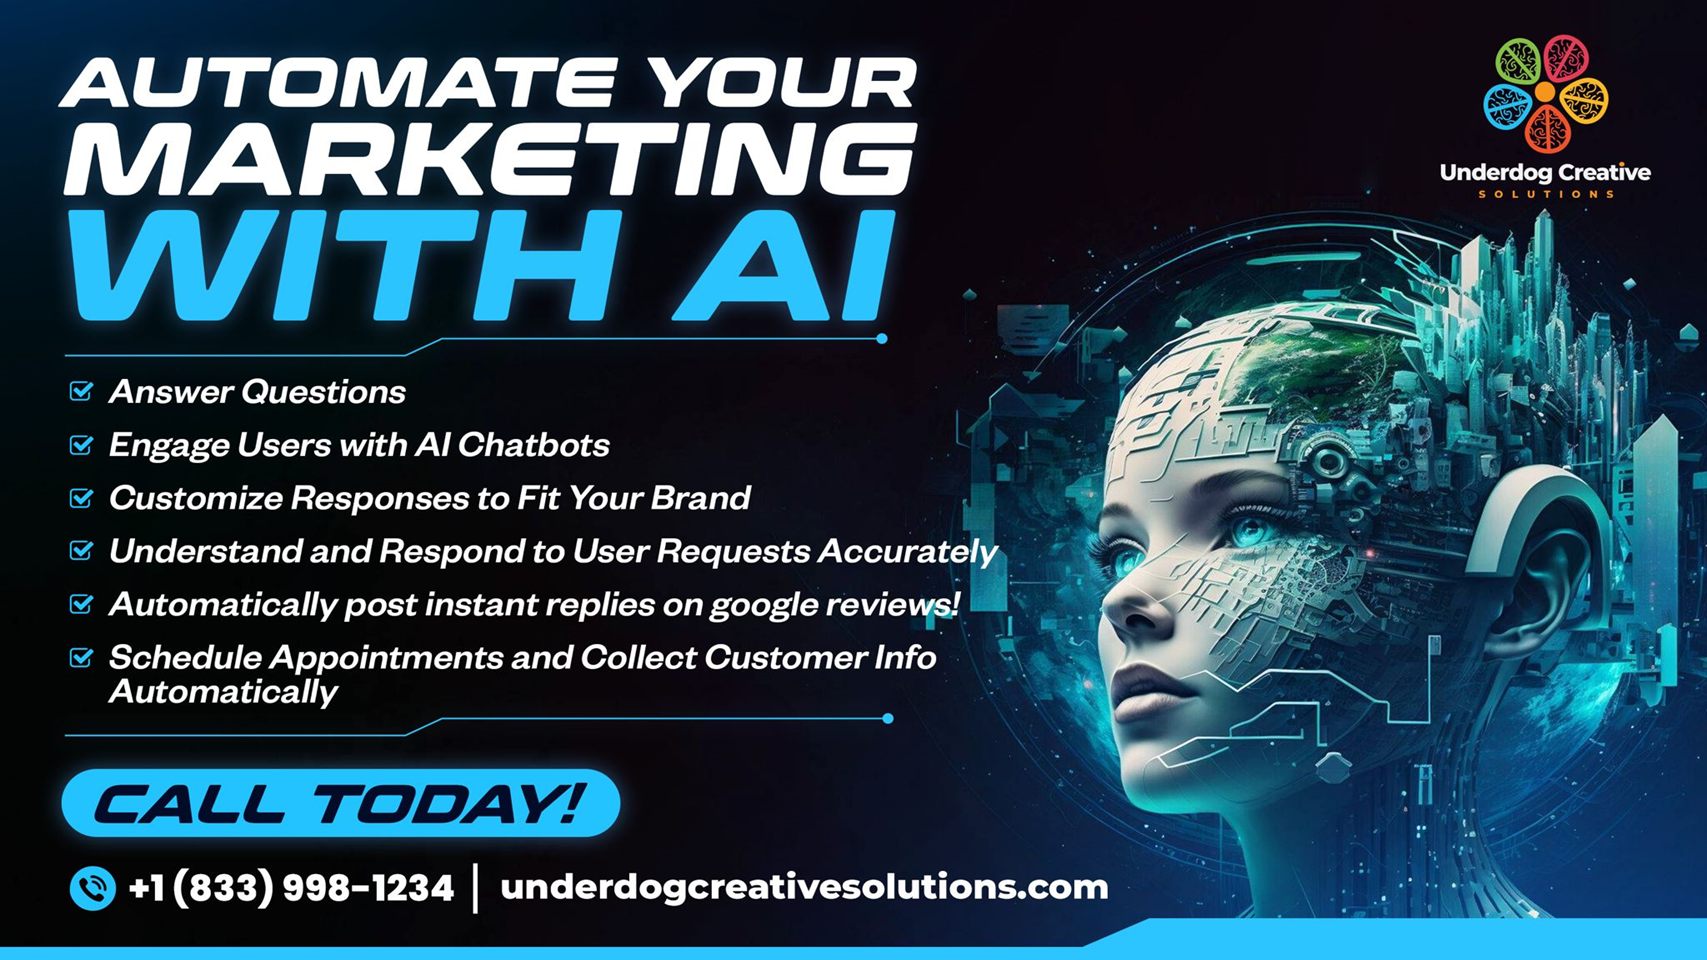 AUTOMATE YOUR
MARKETING
WITH AI
Underdog Creative
SOLUTIONS
Answer Questions
Engage Users with AI Chatbots
Customize Responses to Fit Your Brand
Understand and Respond to User Requests Accurately
Automatically post instant replies on google reviews!
Schedule Appointments and Collect Customer Info
Automatically
CALL TODAY!
+1 (833) 998-1234 | underdogcreativesolutions.com